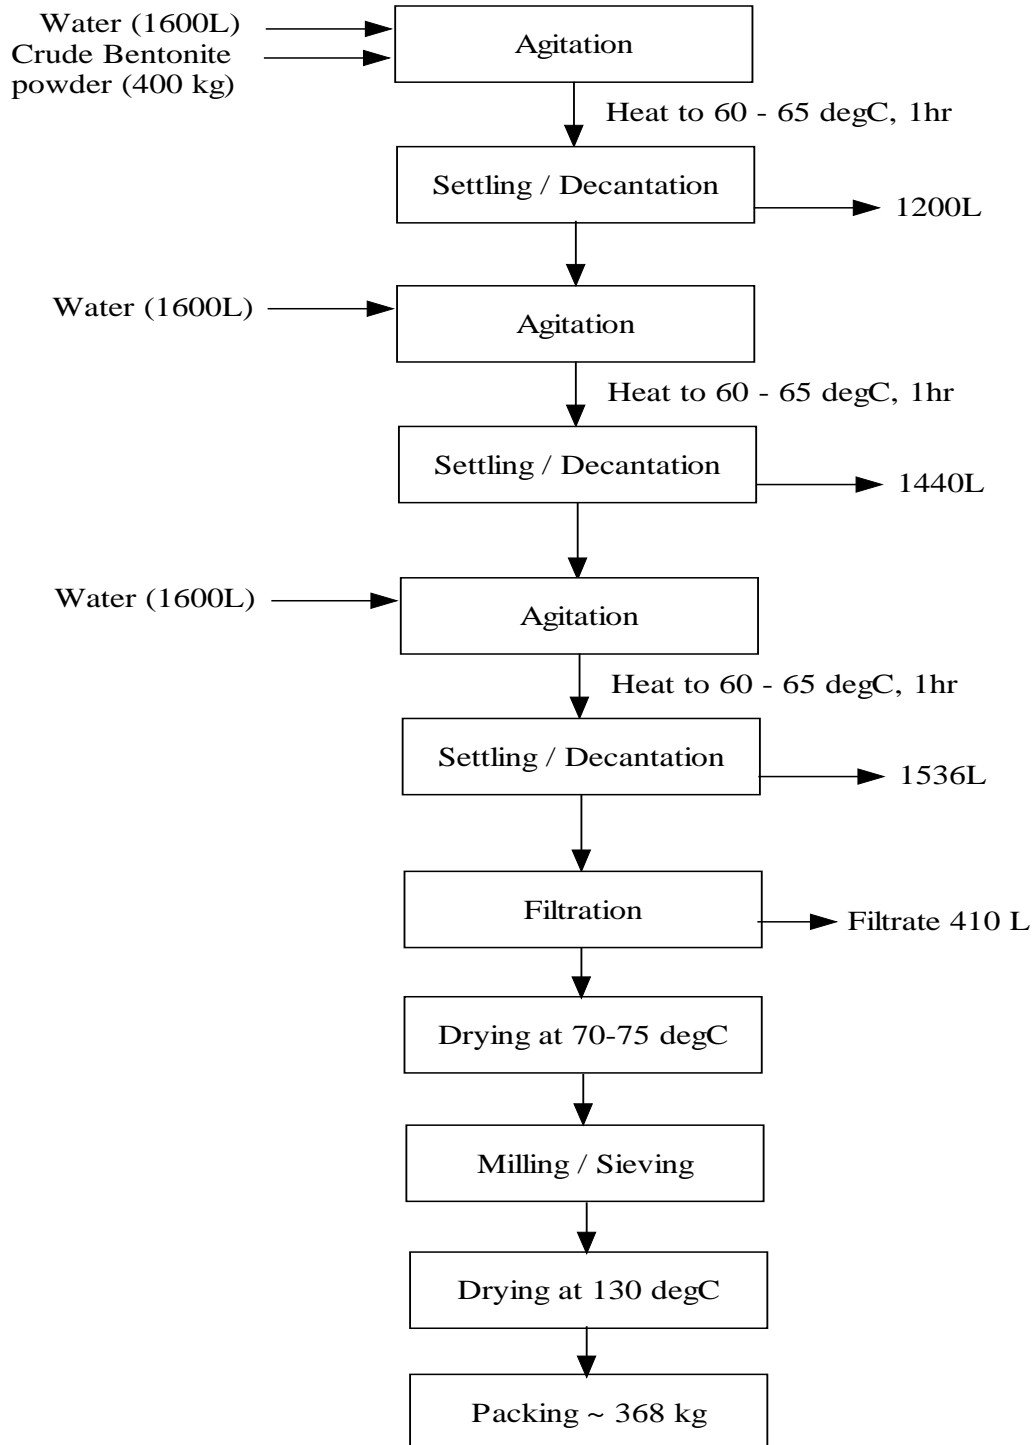 Water (1600L)
Crude Bentonite
powder (400 kg)
Agitation
Heat to 60 - 65 degC, 1hr
Settling / Decantation
1200L
Water (1600L)
Agitation
Heat to 60 - 65 degC, 1hr
Settling / Decantation
1440L
Water (1600L)
Agitation
Heat to 60 - 65 degC, 1hr
Settling / Decantation
1536L
Filtration
Filtrate 410 L
Drying at 70-75 degC
Milling / Sieving
Drying at 130 degC
Packing ~ 368 kg